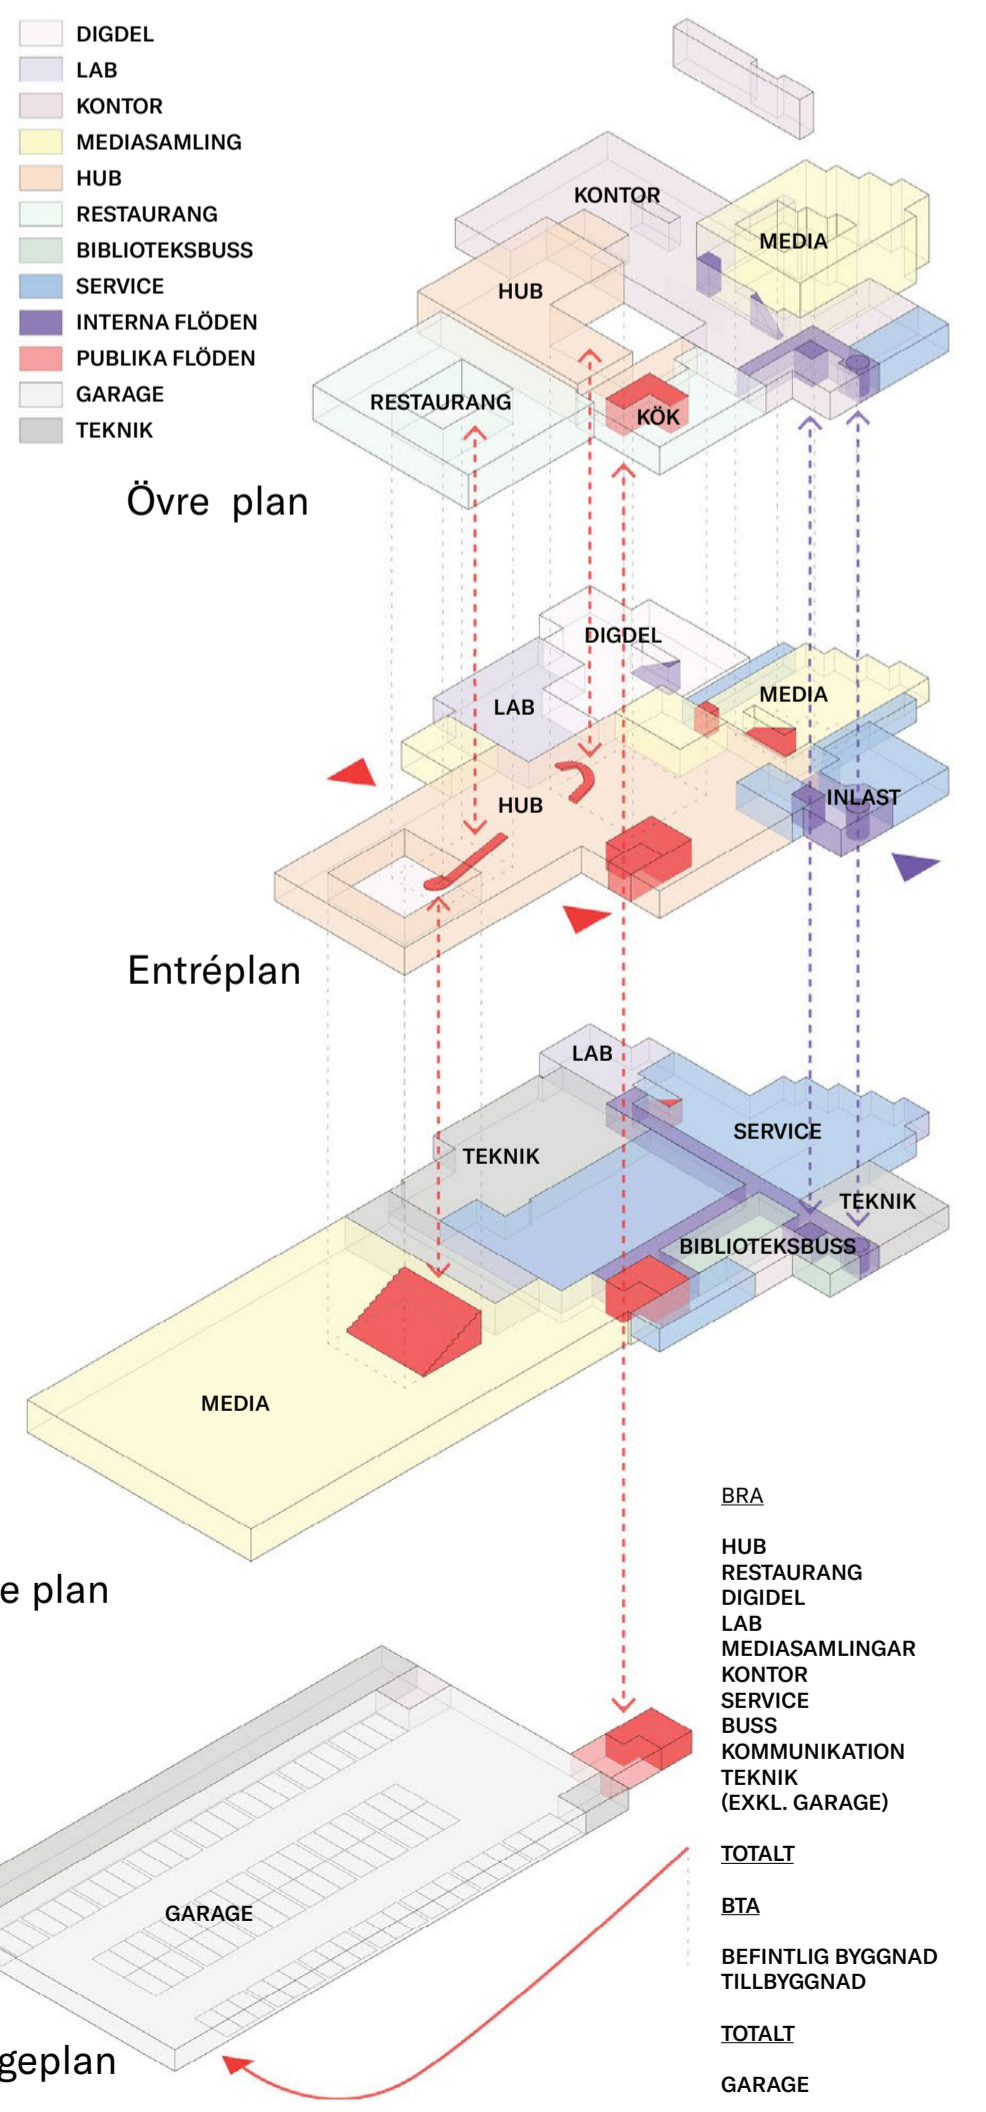 DIGDEL
LAB
KONTOR
MEDIASAMLING
HUB
RESTAURANG
BIBLIOTEKSBUSS
SERVICE
INTERNA FLÖDEN
PUBLIKA FLÖDEN
GARAGE
TEKNIK
KONTOR
MEDIA
HUB
RESTAURANG
KÖK
Övre plan
DIGDEL
LAB
MEDIA
HUB
INLAST
Entréplan
LAB
SERVICE
TEKNIK
TEKNIK
BIBLIOTEKSBUSS
MEDIA
e plan
GARAGE
geplan
BRA
HUB
RESTAURANG
DIGIDEL
LAB
MEDIASAMLINGAR
KONTOR
SERVICE
BUSS
KOMMUNIKATION
TEKNIK
(EXKL. GARAGE)
TOTALT
BTA
BEFINTLIG BYGGNAD
TILLBYGGNAD
TOTALT
GARAGE